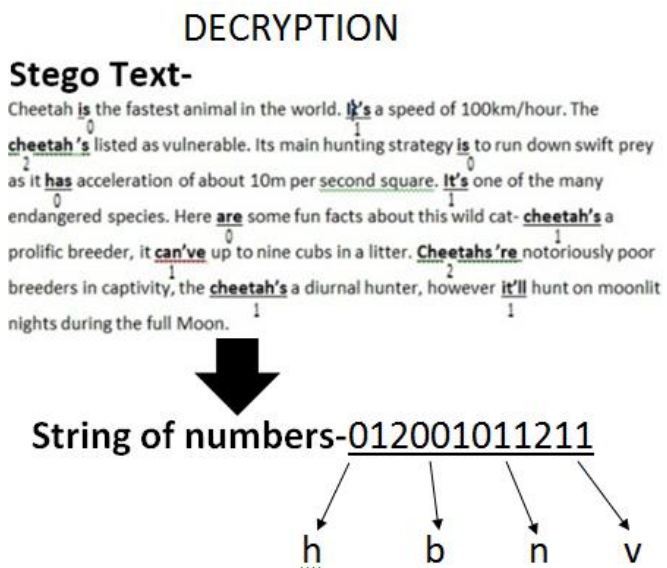 DECRYPTION
Stego Text-
Cheetah is the fastest animal in the world. It's a speed of 100km/hour. The
0 1
cheetah 's listed as vulnerable. Its main hunting strategy is to run down swift prey
2 0
as it has acceleration of about 10m per second square. It's one of the many
0 1
endangered species. Here are some fun facts about this wild cat- cheetah's a
0 1
prolific breeder, it can've up to nine cubs in a litter. Cheetahs 're notoriously poor
1 2
breeders in captivity, the cheetah's a diurnal hunter, however it'll hunt on moonlit
1 1
nights during the full Moon.
String of numbers-012001011211
h b n v